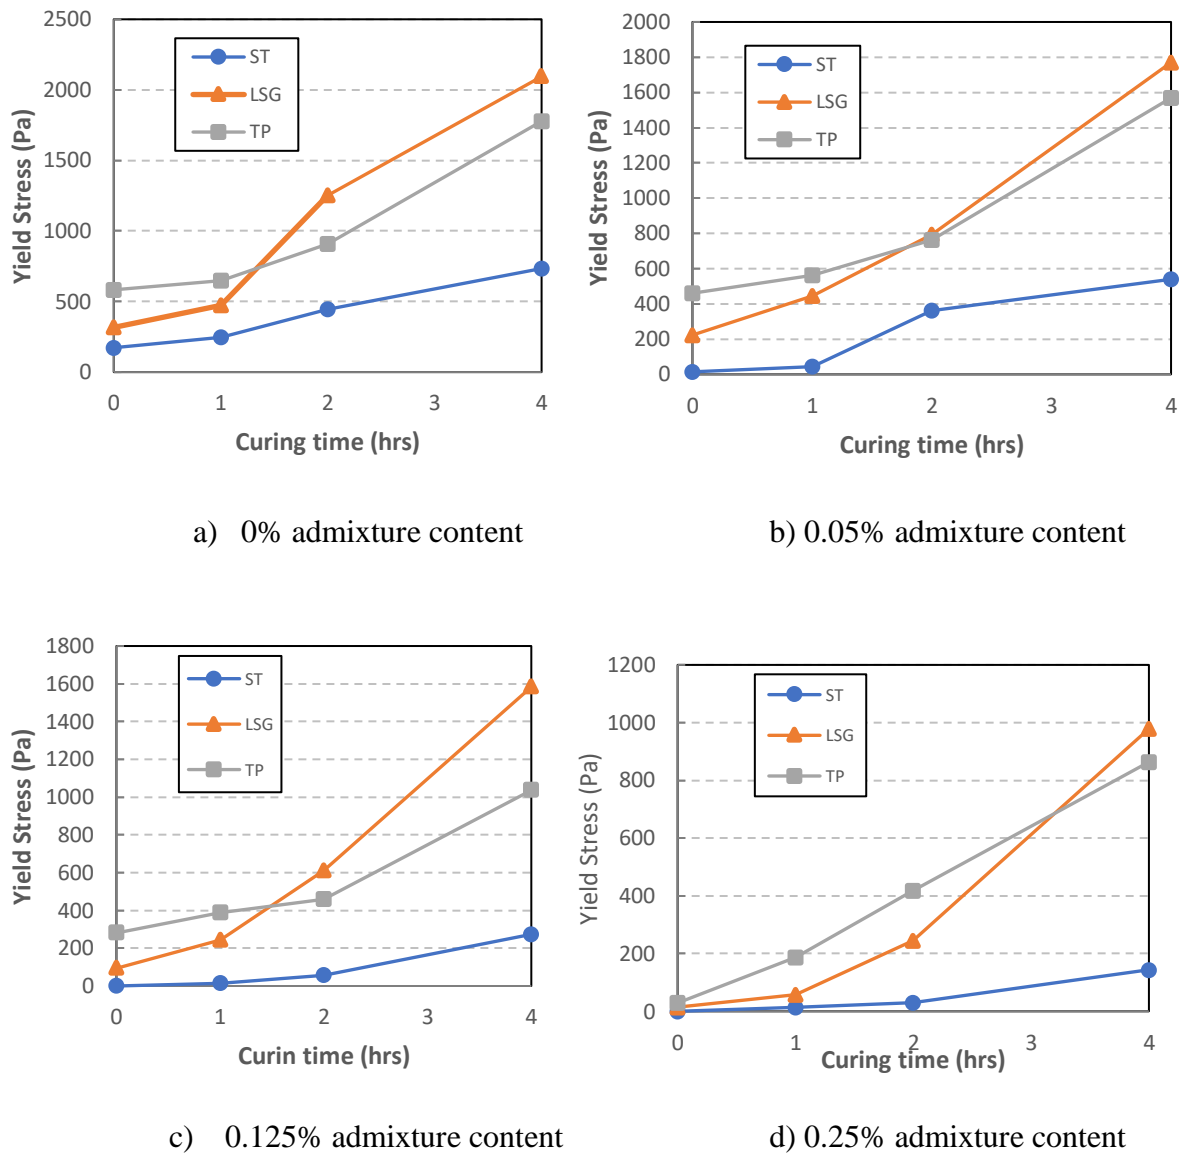 2500
2000
1500
1000
500
0
Yield Stress (Pa)
ST
LSG
TP
0 1 2 3 4
Curing time (hrs)
a) 0% admixture content
2000
1800
1600
1400
1200
1000
800
600
400
200
0
Yield Stress (Pa)
ST
LSG
TP
0 1 2 3 4
Curing time (hrs)
b) 0.05% admixture content
1800
1600
1400
1200
1000
800
600
400
200
0
Yield Stress (Pa)
ST
LSG
TP
0 1 2 3 4
Curin time (hrs)
c) 0.125% admixture content
1200
1000
800
600
400
200
0
Yield Stress (Pa)
ST
LSG
TP
0 1 2 3 4
Curing time (hrs)
d) 0.25% admixture content